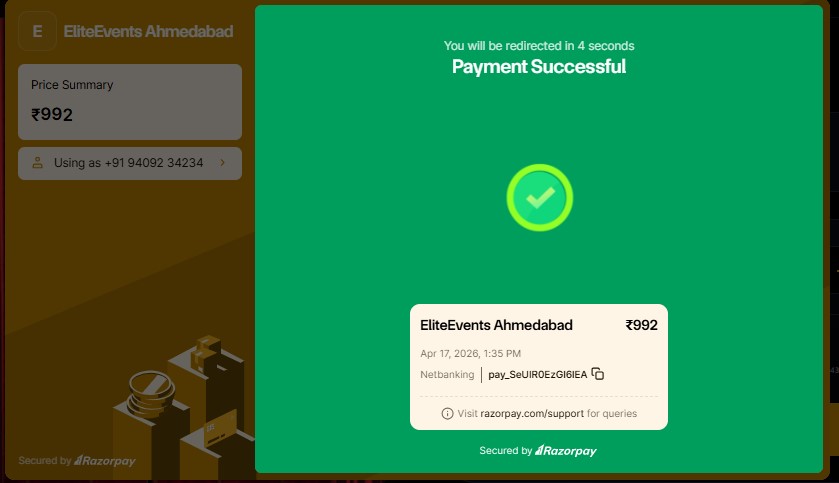 E
EliteEvents Ahmedabad
Price Summary
₹992
Using as +91 94092 34234
Secured by Razorpay
You will be redirected in 4 seconds
Payment Successful
EliteEvents Ahmedabad ₹992
Apr 17, 2026, 1:35 PM
Netbanking | pay_SeUIR0EzGI6IEA
Visit razorpay.com/support for queries
Secured by Razorpay